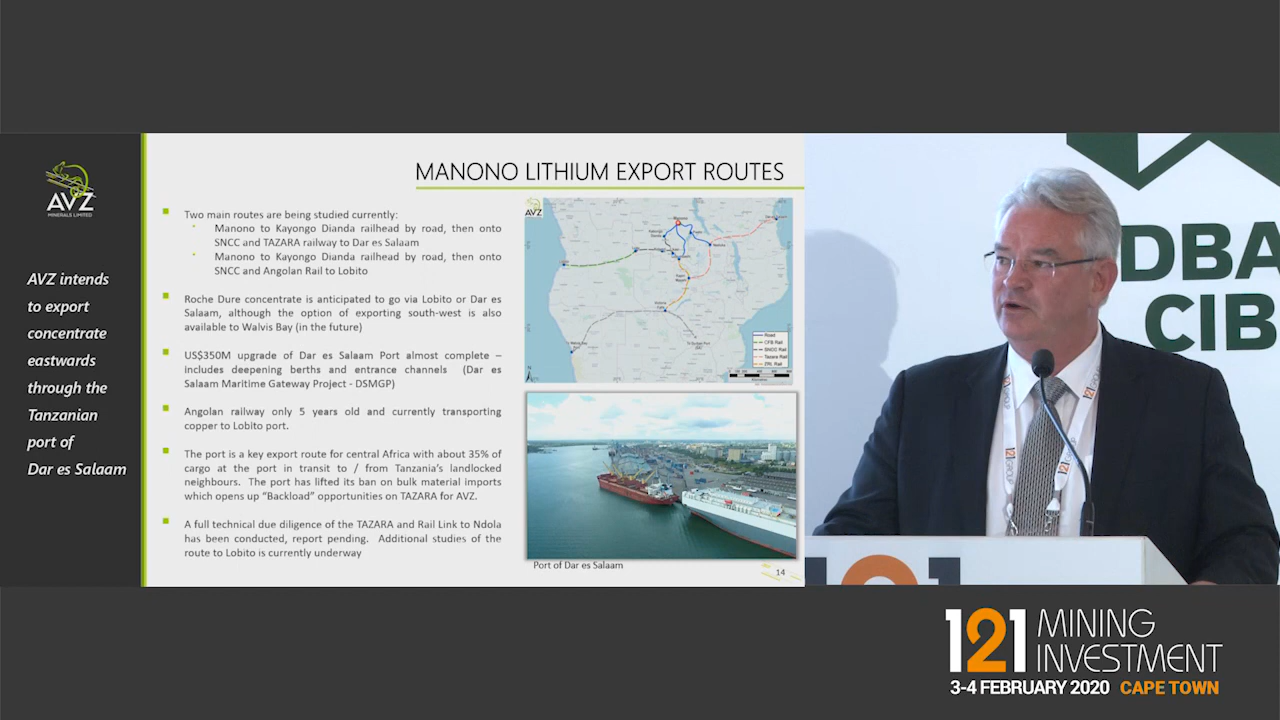 AVZ
MINERALS LIMITED
AVZ intends
to export
concentrate
eastwards
through the
Tanzanian
port of
Dar es Salaam
MANONO LITHIUM EXPORT ROUTES
Two main routes are being studied currently:
Manono to Kayongo Dianda railhead by road, then onto
SNCC and TAZARA railway to Dar es Salaam
Manono to Kayongo Dianda railhead by road, then onto
SNCC and Angolan Rail to Lobito
Roche Dure concentrate is anticipated to go via Lobito or Dar es
Salaam, although the option of exporting south-west is also
available to Walvis Bay (in the future)
US$350M upgrade of Dar es Salaam Port almost complete –
includes deepening berths and entrance channels (Dar es
Salaam Maritime Gateway Project - DSMGP)
Angolan railway only 5 years old and currently transporting
copper to Lobito port.
The port is a key export route for central Africa with about 35% of
cargo at the port in transit to / from Tanzania's landlocked
neighbours. The port has lifted its ban on bulk material imports
which opens up "Backload" opportunities on TAZARA for AVZ.
A full technical due diligence of the TAZARA and Rail Link to Ndola
has been conducted, report pending. Additional studies of the
route to Lobito is currently underway
AVZ
Road
CFB Rail
SNCC Rail
Port of Dar es Salaam
14
DBA
CIB
121
121 MINING
INVESTMENT
3-4 FEBRUARY 2020 CAPE TOWN